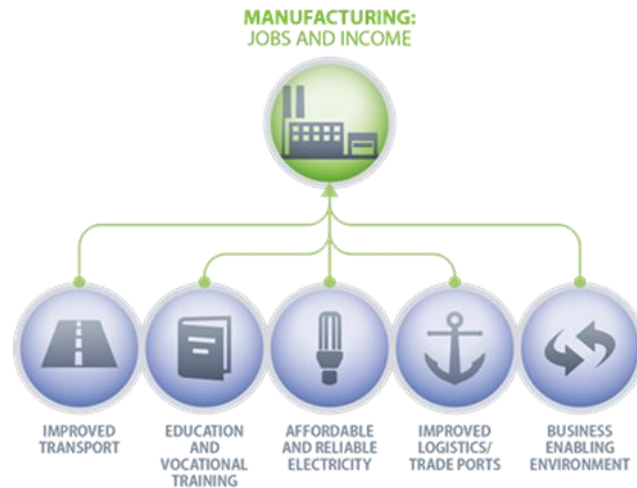 MANUFACTURING:
JOBS AND INCOME
IMPROVED
TRANSPORT
EDUCATION
AND
VOCATIONAL
TRAINING
AFFORDABLE
AND RELIABLE
ELECTRICITY
IMPROVED
LOGISTICS/
TRADE PORTS
BUSINESS
ENABLING
ENVIRONMENT